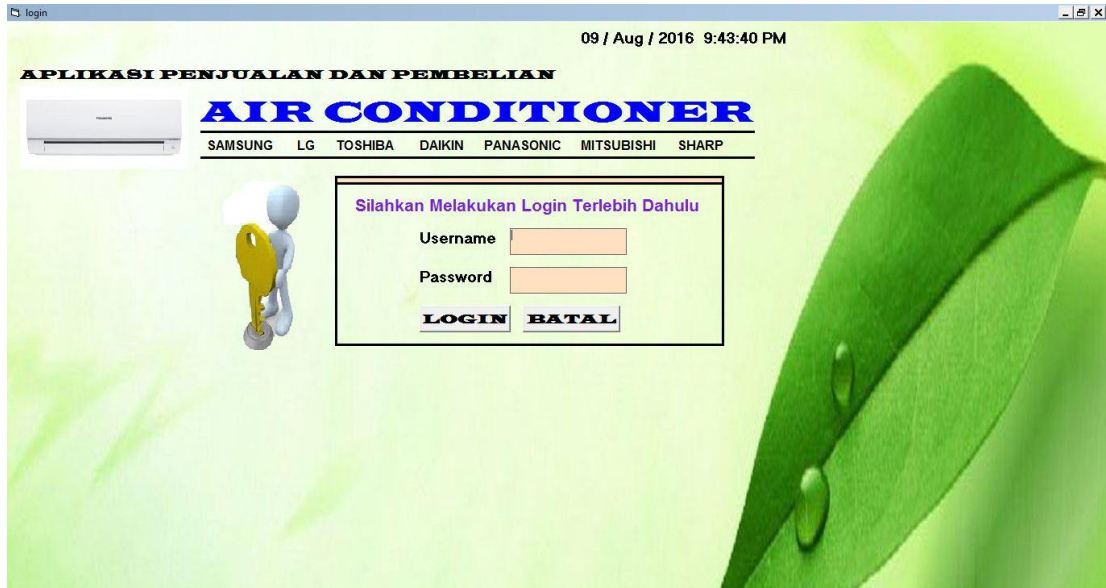 login
09 / Aug / 2016 9:43:40 PM
APLIKASI PENJUALAN DAN PEMBELIAN
AIR CONDITIONER
SAMSUNG LG TOSHIBA DAIKIN PANASONIC MITSUBISHI SHARP
Silahkan Melakukan Login Terlebih Dahulu
Username
Password
LOGIN BATAL